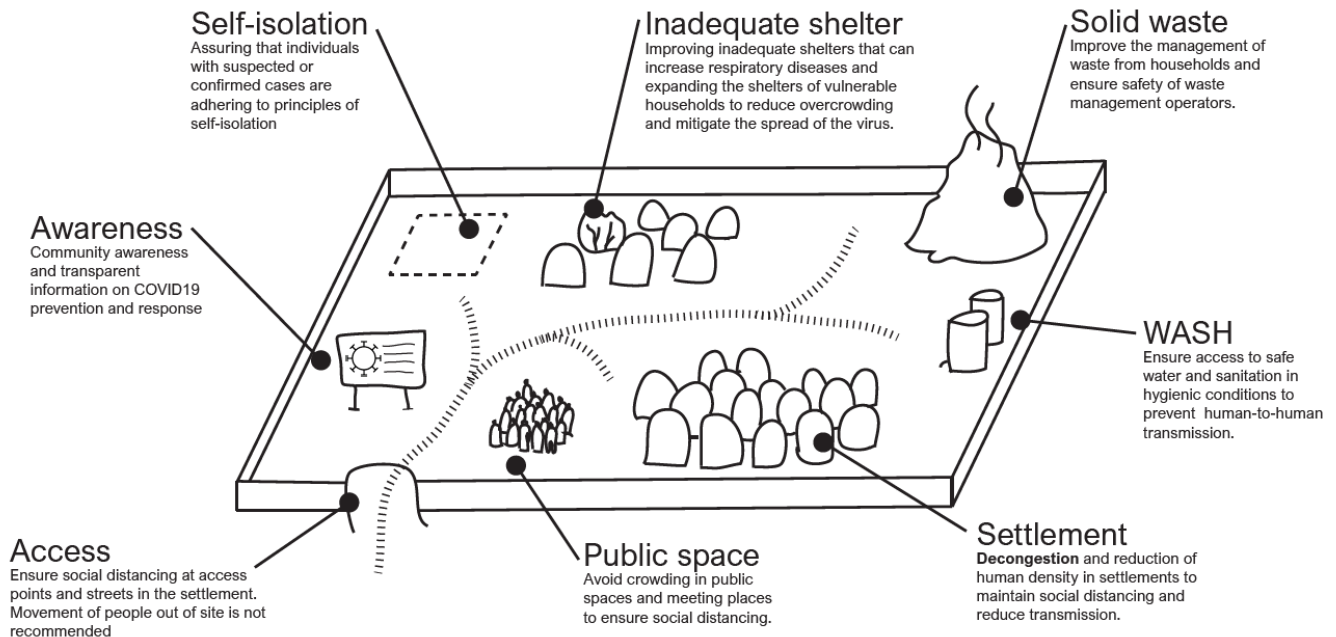 Self-isolation
Assuring that individuals
with suspected or
confirmed cases are
adhering to principles of
self-isolation
Inadequate shelter
Improving inadequate shelters that can
increase respiratory diseases and
expanding the shelters of vulnerable
households to reduce overcrowding
and mitigate the spread of the virus.
Solid waste
Improve the management of
waste from households and
ensure safety of waste
management operators.
Awareness
Community awareness
and transparent
information on COVID19
prevention and response
WASH
Ensure access to safe
water and sanitation in
hygienic conditions to
prevent human-to-human
transmission.
Access
Ensure social distancing at access
points and streets in the settlement.
Movement of people out of site is not
recommended
Public space
Avoid crowding in public
spaces and meeting places
to ensure social distancing.
Settlement
Decongestion and reduction of
human density in settlements to
maintain social distancing and
reduce transmission.